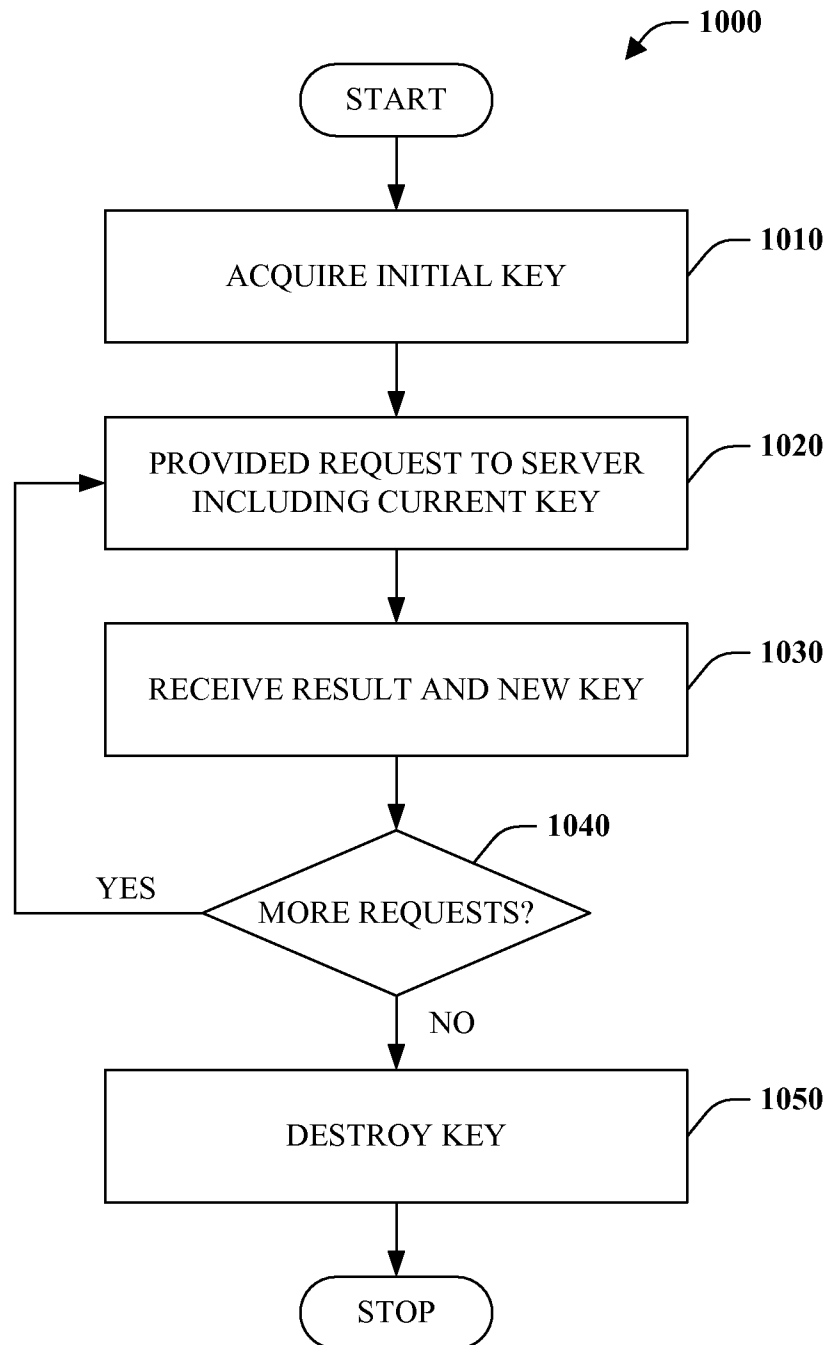 1000
START
ACQUIRE INITIAL KEY
1010
PROVIDED REQUEST TO SERVER
INCLUDING CURRENT KEY
1020
RECEIVE RESULT AND NEW KEY
1030
MORE REQUESTS?
1040
YES
NO
DESTROY KEY
1050
STOP